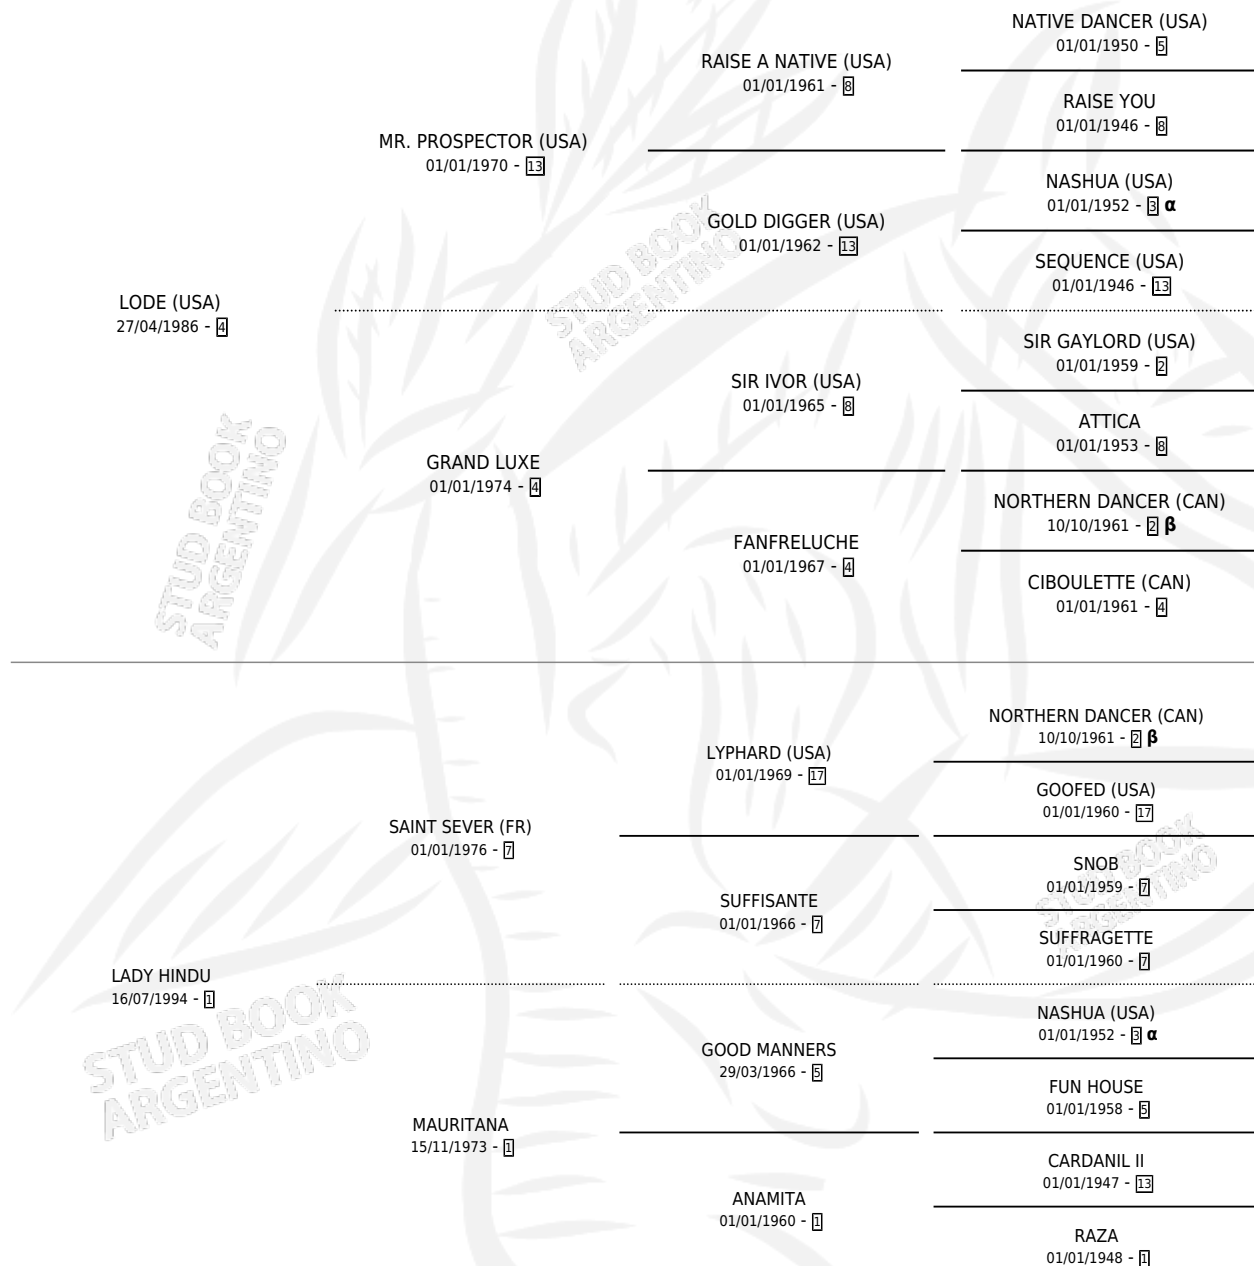 NATIVE DANCER (USA)
01/01/1950 - 5
RAISE A NATIVE (USA)
01/01/1961 - 8
RAISE YOU
01/01/1946 - 8
MR. PROSPECTOR (USA)
01/01/1970 - 13
NASHUA (USA)
01/01/1952 - 3 α
GOLD DIGGER (USA)
01/01/1962 - 13
SEQUENCE (USA)
01/01/1946 - 13
LODE (USA)
27/04/1986 - 4
SIR GAYLORD (USA)
01/01/1959 - 2
SIR IVOR (USA)
01/01/1965 - 8
ATTICA
01/01/1953 - 8
GRAND LUXE
01/01/1974 - 4
NORTHERN DANCER (CAN)
10/10/1961 - 2 β
FANFRELUCHE
01/01/1967 - 4
CIBOULETTE (CAN)
01/01/1961 - 4
NORTHERN DANCER (CAN)
10/10/1961 - 2 β
LYPHARD (USA)
01/01/1969 - 17
GOOFED (USA)
01/01/1960 - 17
SAINT SEVER (FR)
01/01/1976 - 7
SNOB
01/01/1959 - 7
SUFFISANTE
01/01/1966 - 7
SUFFRAGETTE
01/01/1960 - 7
LADY HINDU
16/07/1994 - 1
NASHUA (USA)
01/01/1952 - 3 α
GOOD MANNERS
29/03/1966 - 5
FUN HOUSE
01/01/1958 - 5
MAURITANA
15/11/1973 - 1
CARDANIL II
01/01/1947 - 13
ANAMITA
01/01/1960 - 1
RAZA
01/01/1948 - 1
STUD BOOK
ARGENTINO
STUD BOOK
ARGENTINO
STUD BOOK
ARGENTINO
STUD BOOK
ARGENTINO